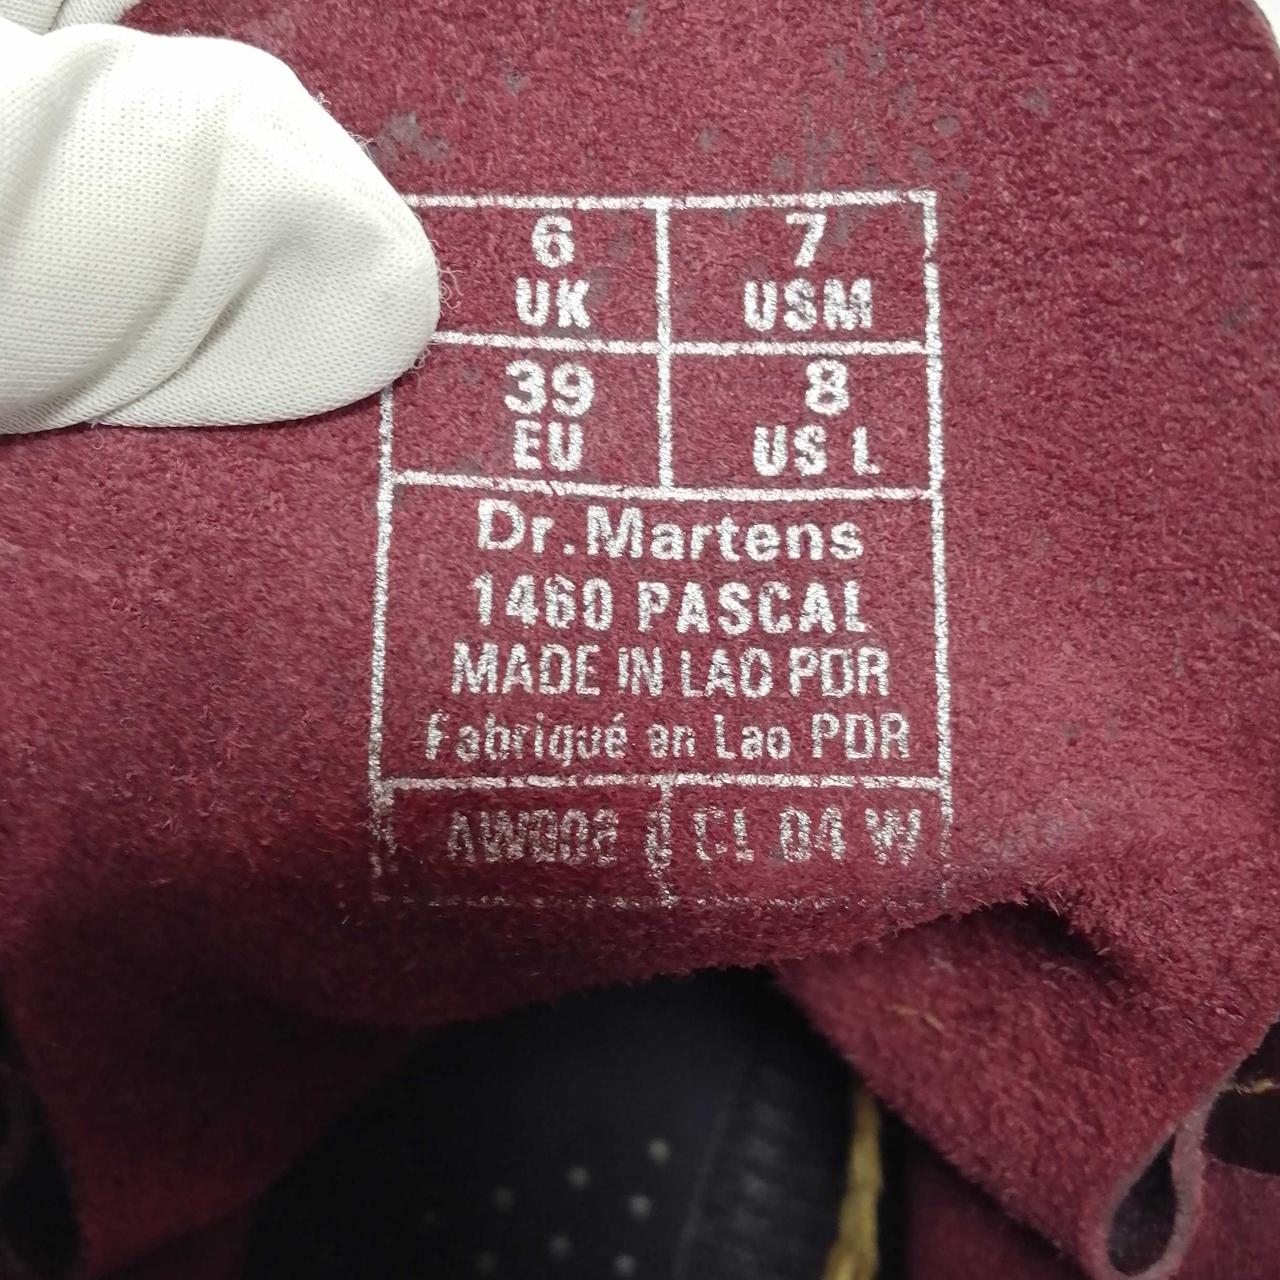 6 7
UK USM
39 8
EU US L
Dr.Martens
1460 PASCAL
MADE IN LAO PDR
Fabriqué en Lao PDR
CL 04 W